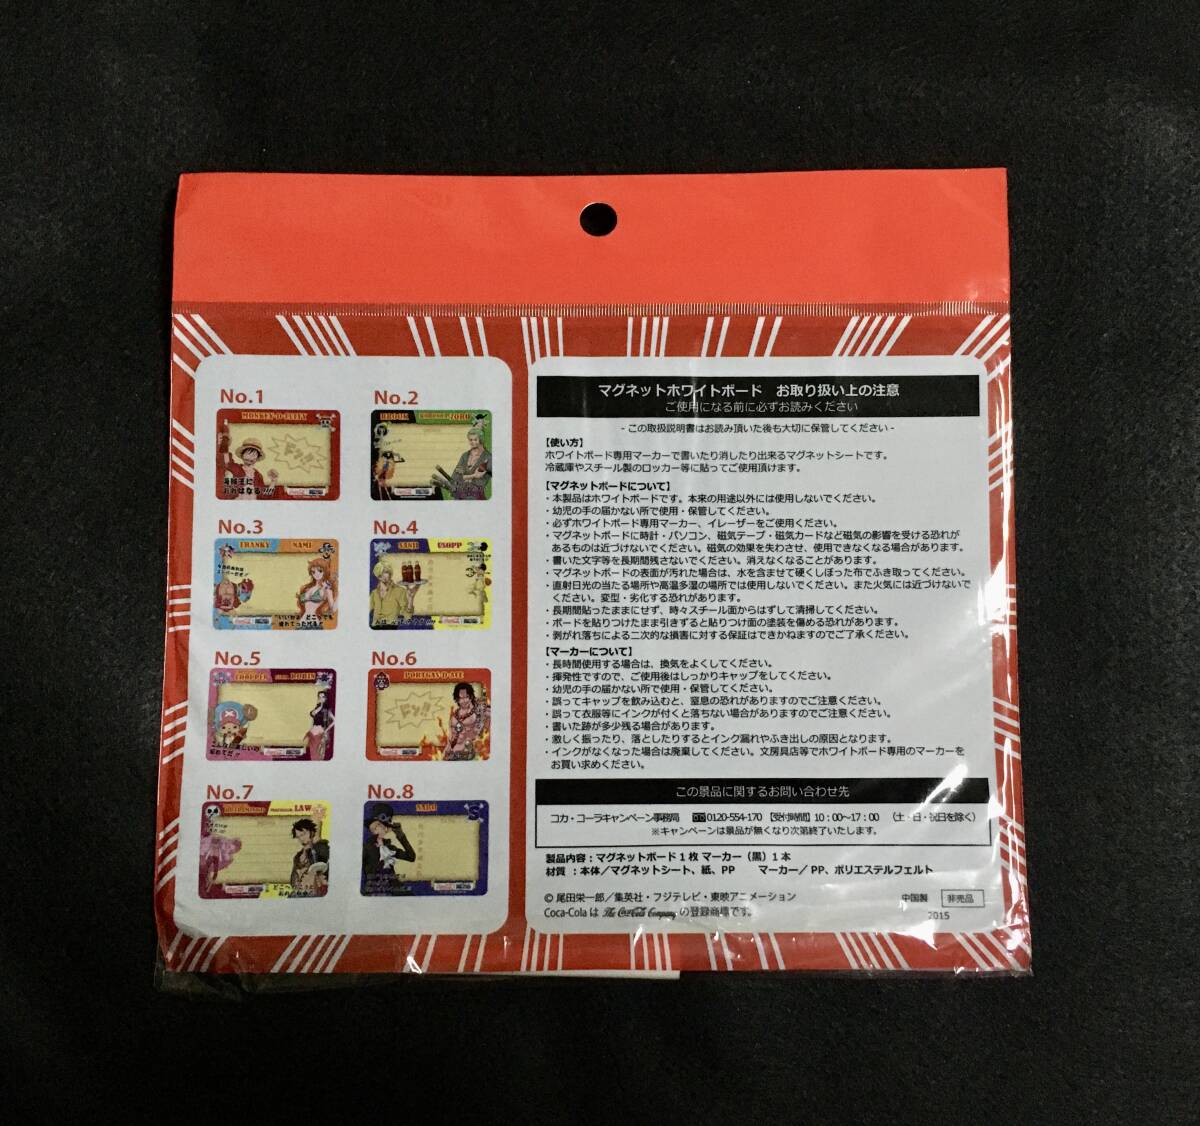 No.1
MONKEY·D·LUFFY
海賊王に
おれはなる!!!!
No.2
BROOK
ZORO
No.3
FRANKY
NAMI
No.4
SANJI
USOPP
No.5
CHOPPER
ROBIN
No.6
PORTGAS·D·ACE
ドン!!
No.7
LAW
No.8
SABO
マグネットホワイトボード お取り扱い上の注意
ご使用になる前に必ずお読みください
- この取扱説明書はお読み頂いた後も大切に保管してください -
【使い方】
ホワイトボード専用マーカーで書いたり消したり出来るマグネットシートです。
冷蔵庫やスチール製のロッカー等に貼ってご使用頂けます。
【マグネットボードについて】
・本製品はホワイトボードです。本来の用途以外には使用しないでください。
・幼児の手の届かない所で使用・保管してください。
・必ずホワイトボード専用マーカー、イレーザーをご使用ください。
・マグネットボードに時計・パソコン、磁気テープ・磁気カードなど磁気の影響を受ける恐れが
あるものは近づけないでください。磁気の効果を失わさせ、使用できなくなる場合があります。
・書いた文字等を長期間残さないでください。消えなくなることがあります。
・マグネットボードの表面が汚れた場合は、水を含ませて硬くしぼった布でふき取ってください。
・直射日光の当たる場所や高温多湿の場所では使用しないでください。また火気には近づけないで
ください。変型・劣化する恐れがあります。
・長期間貼ったままにせず、時々スチール面からはずして清掃してください。
・ボードを貼りつけたまま引きずると貼りつけ面の塗装を傷める恐れがあります。
・剥がれ落ちによる二次的な損害に対する保証はできかねますのでご了承ください。
【マーカーについて】
・長時間使用する場合は、換気をよくしてください。
・揮発性ですので、ご使用後はしっかりキャップをしてください。
・幼児の手の届かない所で使用・保管してください。
・誤ってキャップを飲み込むと、窒息の恐れがありますのでご注意ください。
・誤って衣服等にインクが付くと落ちない場合がありますのでご注意ください。
・書いた跡が多少残る場合があります。
・激しく振ったり、落としたりするとインク漏れやふき出しの原因となります。
・インクがなくなった場合は廃棄してください。文房具店等でホワイトボード専用のマーカーを
お買い求めください。
この景品に関するお問い合わせ先
コカ・コーラキャンペーン事務局 0120-554-170 【受付時間】10:00〜17:00 (土・日・祝日を除く)
※キャンペーンは景品が無くなり次第終了いたします。
製品内容:マグネットボード1枚 マーカー(黒)1本
材質 :本体/マグネットシート、紙、PP マーカー/PP、ポリエステルフェルト
© 尾田栄一郎/集英社・フジテレビ・東映アニメーション
中国製 非売品
Coca-Cola は The Coca-Cola Company の登録商標です。
2015